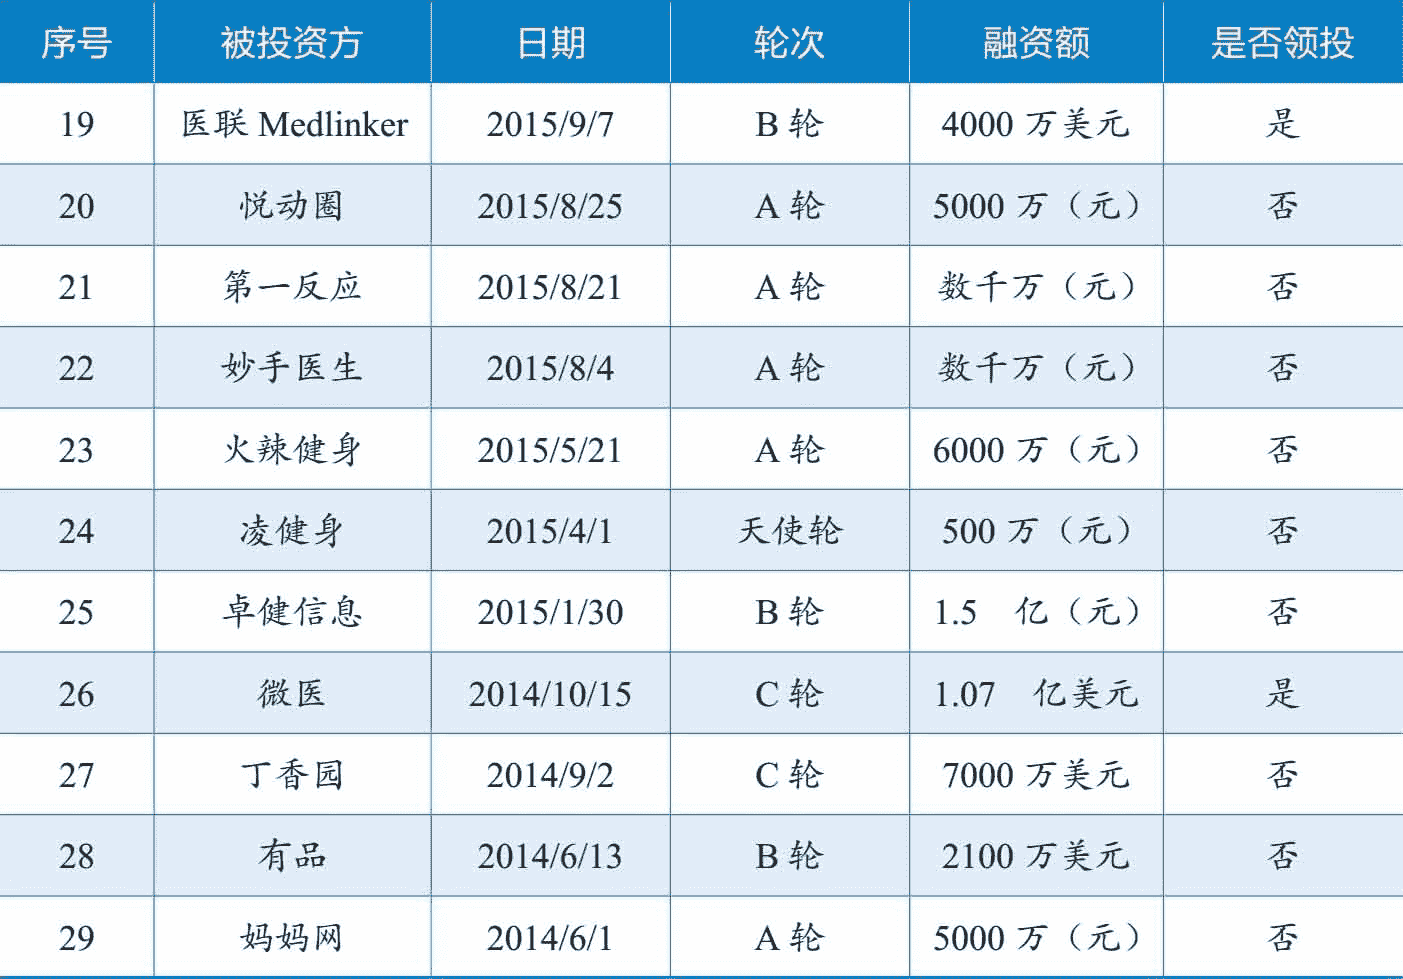 序号 被投资方 日期 轮次 融资额 是否领投
19 医联 Medlinker 2015/9/7 B 轮 4000 万美元 是
20 悦动圈 2015/8/25 A 轮 5000 万（元） 否
21 第一反应 2015/8/21 A 轮 数千万（元） 否
22 妙手医生 2015/8/4 A 轮 数千万（元） 否
23 火辣健身 2015/5/21 A 轮 6000 万（元） 否
24 凌健身 2015/4/1 天使轮 500 万（元） 否
25 卓健信息 2015/1/30 B 轮 1.5 亿（元） 否
26 微医 2014/10/15 C 轮 1.07 亿美元 是
27 丁香园 2014/9/2 C 轮 7000 万美元 否
28 有品 2014/6/13 B 轮 2100 万美元 否
29 妈妈网 2014/6/1 A 轮 5000 万（元） 否